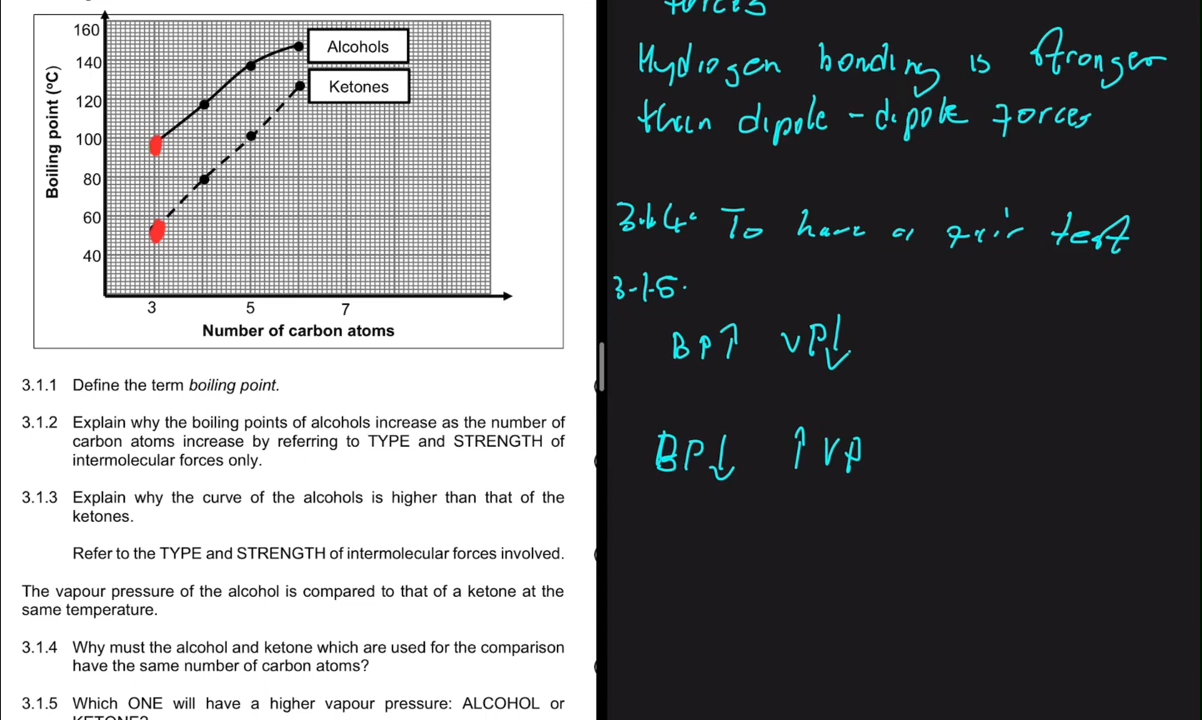 160
140
120
100
80
60
40
Boiling point (°C)
Alcohols
Ketones
3 5 7
Number of carbon atoms
3.1.1 Define the term boiling point.
3.1.2 Explain why the boiling points of alcohols increase as the number of
carbon atoms increase by referring to TYPE and STRENGTH of
intermolecular forces only.
3.1.3 Explain why the curve of the alcohols is higher than that of the
ketones.
Refer to the TYPE and STRENGTH of intermolecular forces involved.
The vapour pressure of the alcohol is compared to that of a ketone at the
same temperature.
3.1.4 Why must the alcohol and ketone which are used for the comparison
have the same number of carbon atoms?
3.1.5 Which ONE will have a higher vapour pressure: ALCOHOL or
KETONE?
forces
Hydrogen bonding is stronger
than dipole - dipole forces
3.1.4. To have a fair test
3.1.5.
BP↑ VP↓
BP↓ ↑VP